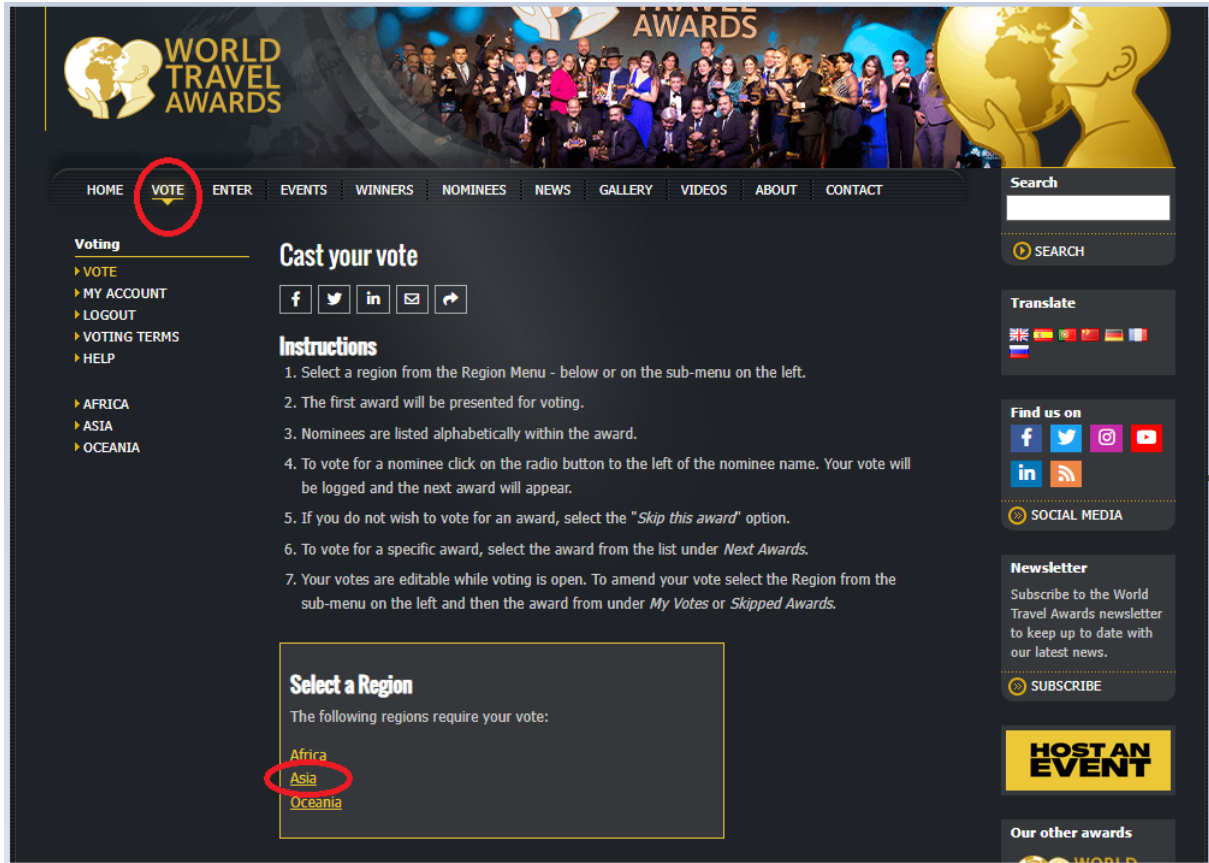 TRAVEL
AWARDS
WORLD
TRAVEL
AWARDS
HOME
VOTE
ENTER
EVENTS
WINNERS
NOMINEES
NEWS
GALLERY
VIDEOS
ABOUT
CONTACT
Voting
VOTE
MY ACCOUNT
LOGOUT
VOTING TERMS
HELP
AFRICA
ASIA
OCEANIA
Cast your vote
Instructions
1. Select a region from the Region Menu - below or on the sub-menu on the left.
2. The first award will be presented for voting.
3. Nominees are listed alphabetically within the award.
4. To vote for a nominee click on the radio button to the left of the nominee name. Your vote will
be logged and the next award will appear.
5. If you do not wish to vote for an award, select the "Skip this award" option.
6. To vote for a specific award, select the award from the list under Next Awards.
7. Your votes are editable while voting is open. To amend your vote select the Region from the
sub-menu on the left and then the award from under My Votes or Skipped Awards.
Select a Region
The following regions require your vote:
Africa
Asia
Oceania
Search
SEARCH
Translate
Find us on
SOCIAL MEDIA
Newsletter
Subscribe to the World
Travel Awards newsletter
to keep up to date with
our latest news.
SUBSCRIBE
HOST AN
EVENT
Our other awards
WORLD